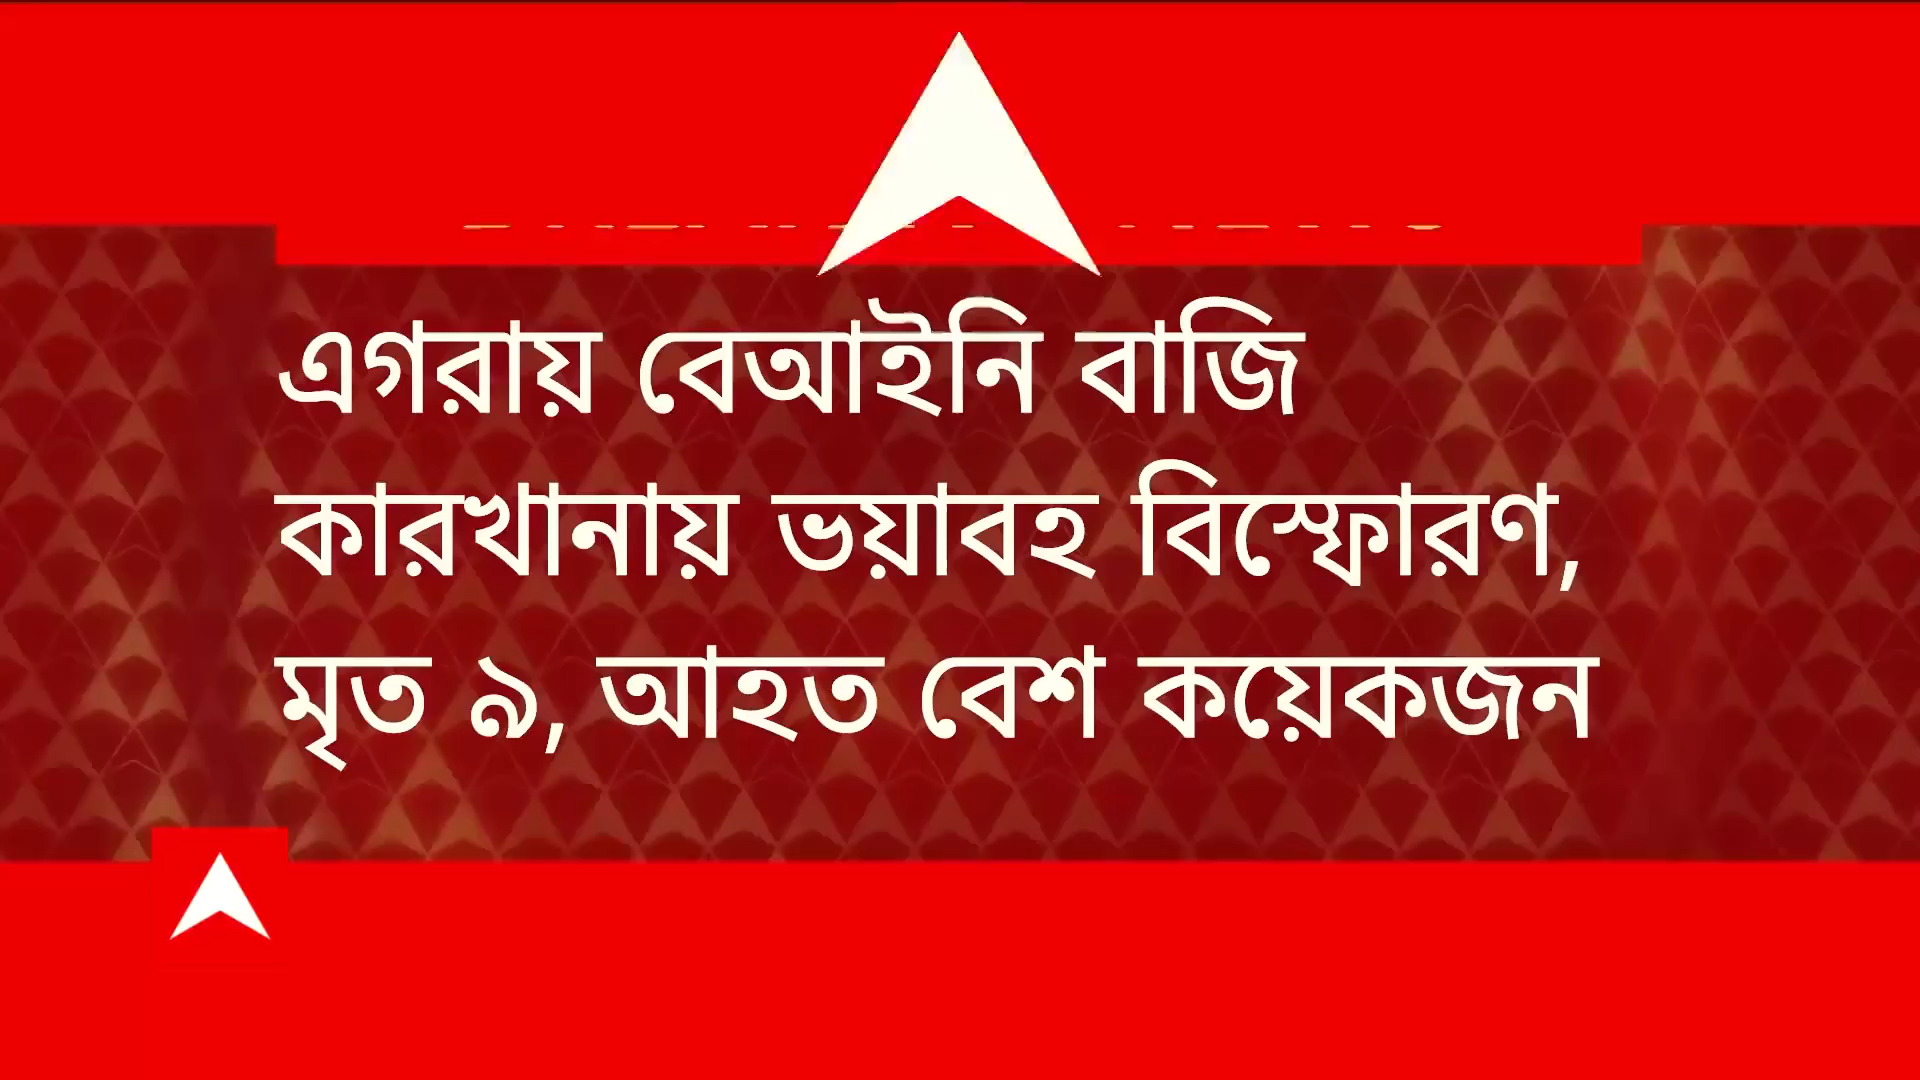 এগরায় বেআইনি বাজি
কারখানায় ভয়াবহ বিস্ফোরণ,
মৃত ৯, আহত বেশ কয়েকজন